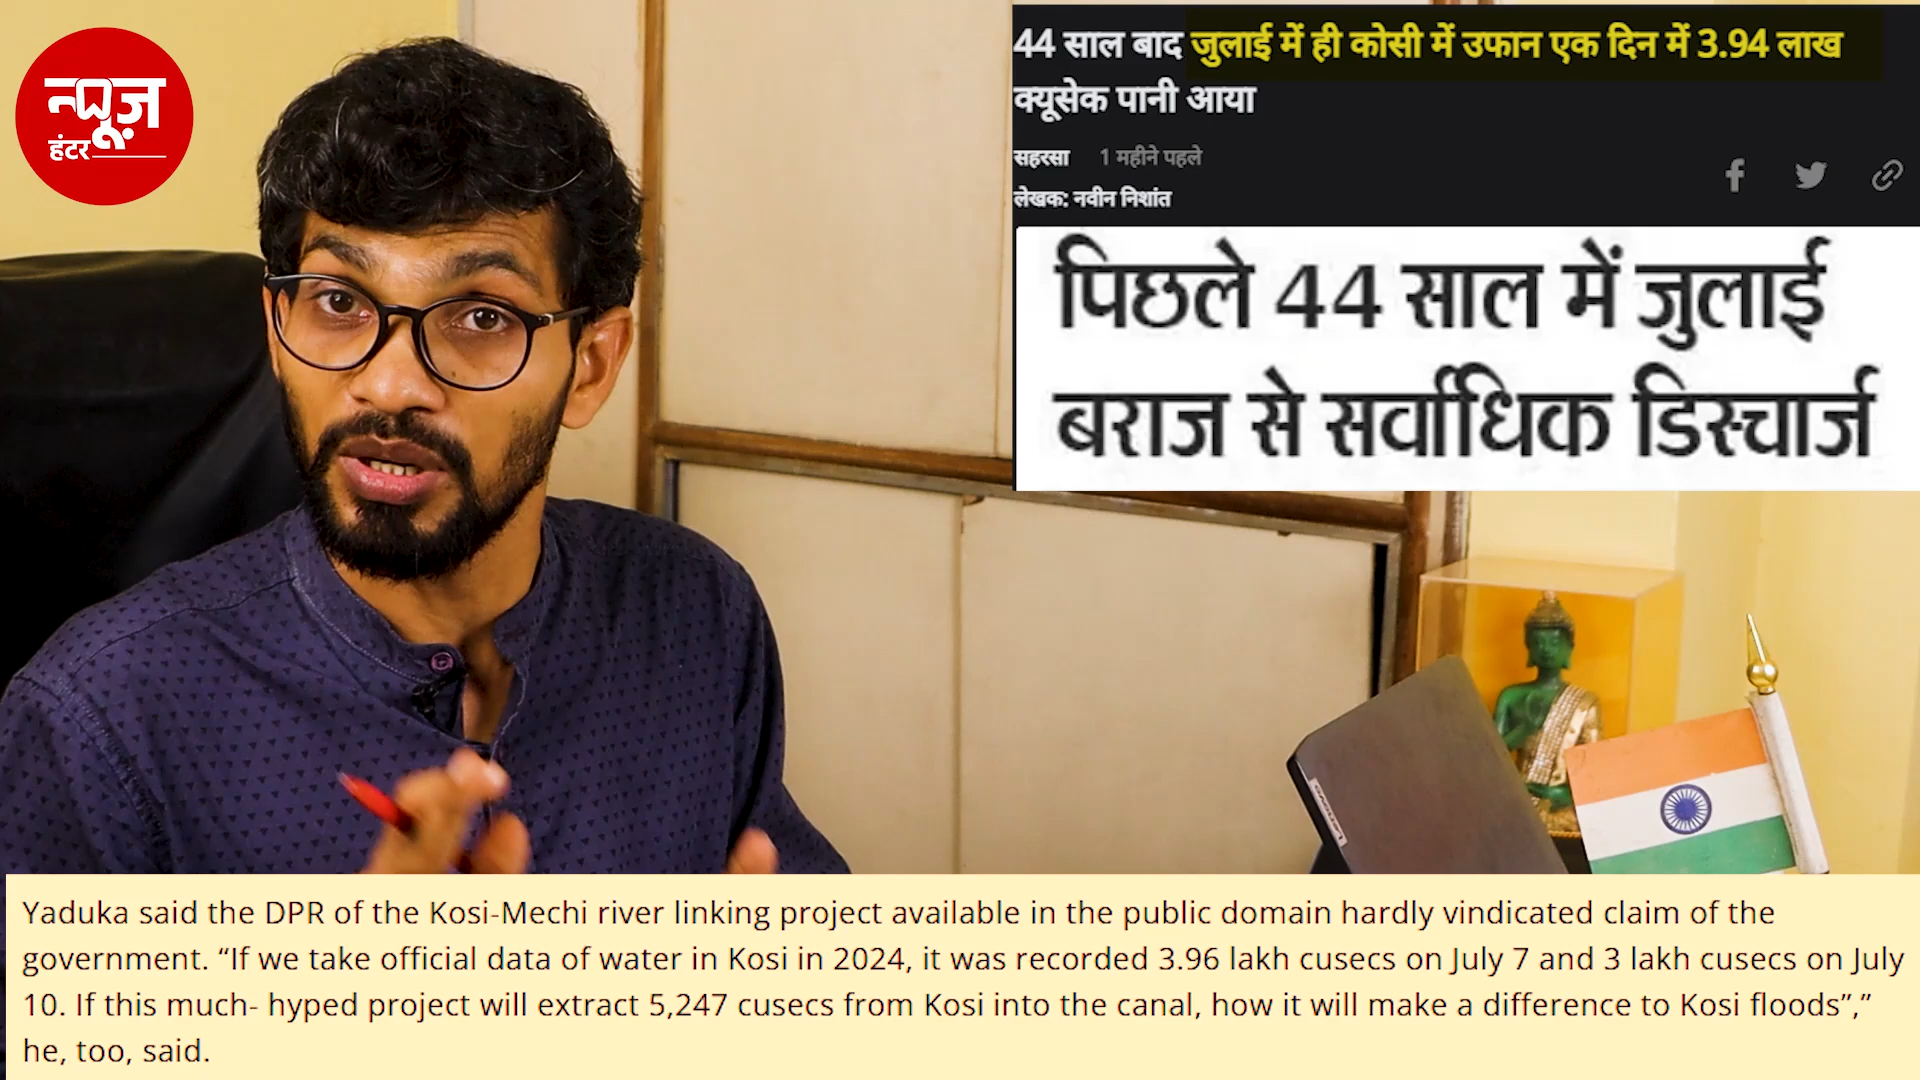 न्यूज़
हंटर
44 साल बाद जुलाई में ही कोसी में उफान एक दिन में 3.94 लाख
क्यूसेक पानी आया
सहरसा 1 महीने पहले
लेखक: नवीन निशांत
पिछले 44 साल में जुलाई
बराज से सर्वाधिक डिस्चार्ज
Lenovo
Yaduka said the DPR of the Kosi-Mechi river linking project available in the public domain hardly vindicated claim of the
government. “If we take official data of water in Kosi in 2024, it was recorded 3.96 lakh cusecs on July 7 and 3 lakh cusecs on July
10. If this much- hyped project will extract 5,247 cusecs from Kosi into the canal, how it will make a difference to Kosi floods”,”
he, too, said.